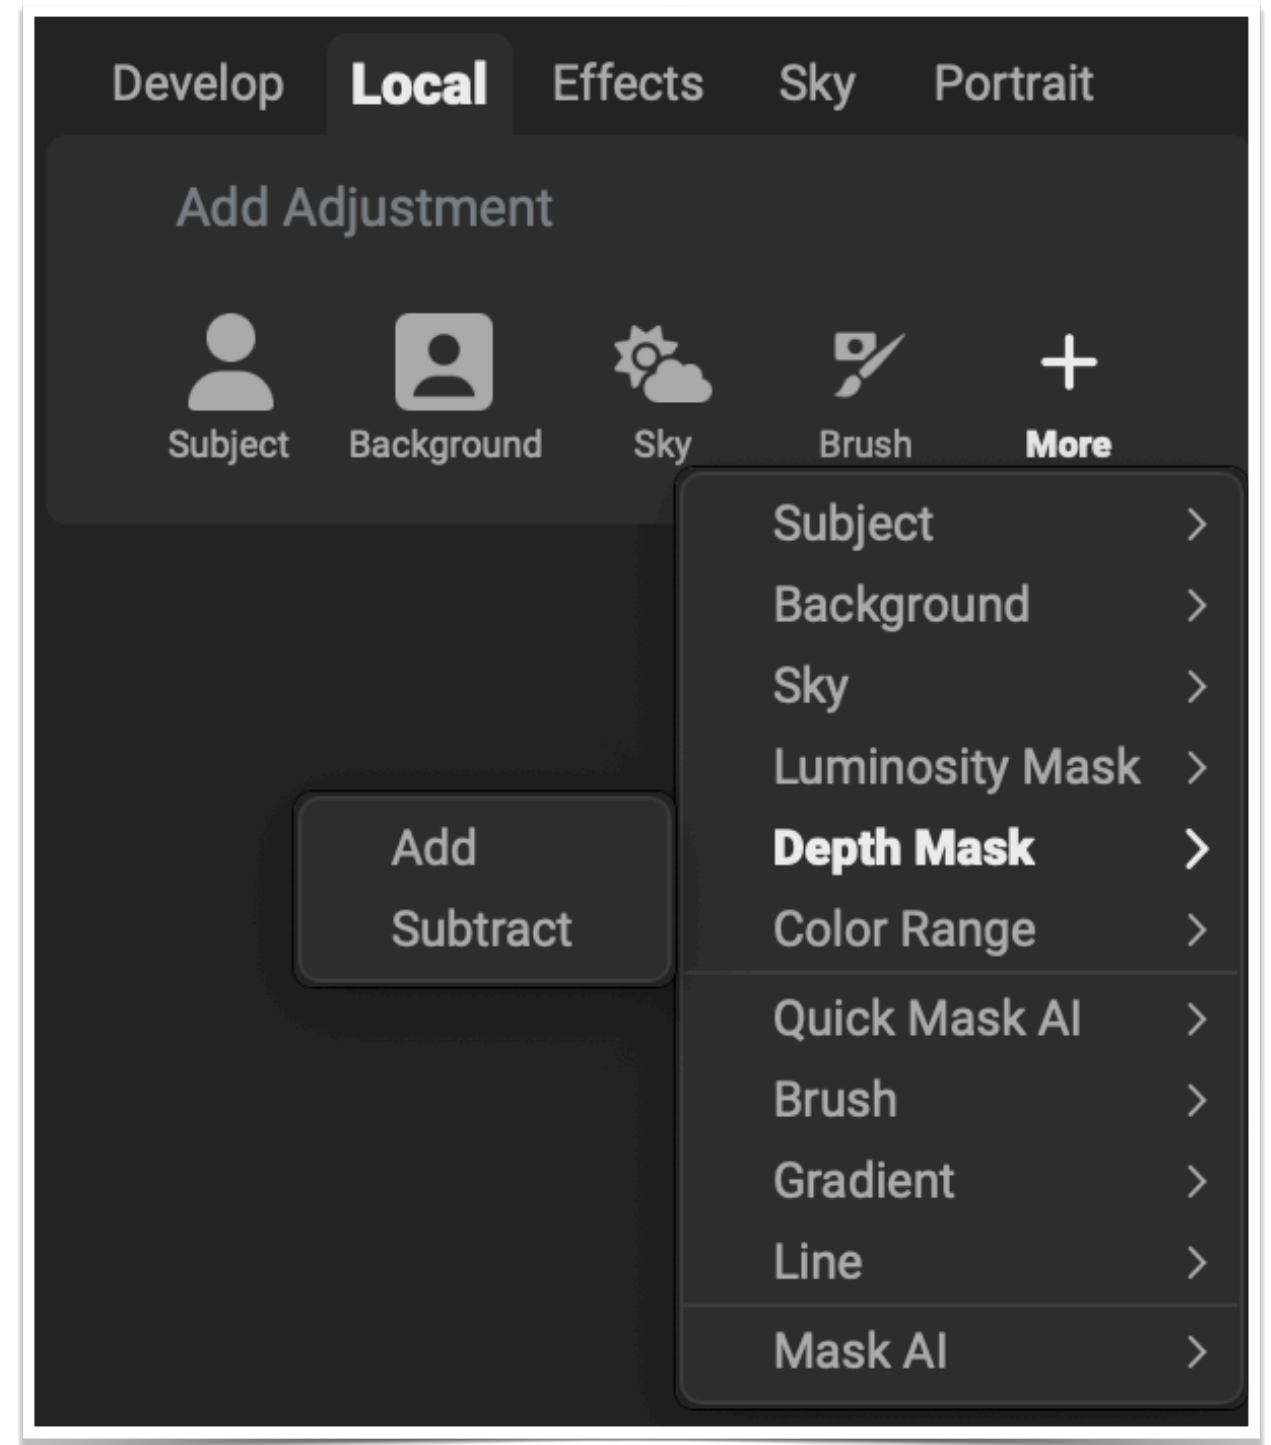 Develop Local Effects Sky Portrait
Add Adjustment
Subject Background Sky Brush More
Subject
Background
Sky
Luminosity Mask
Depth Mask
Add
Subtract
Color Range
Quick Mask AI
Brush
Gradient
Line
Mask AI